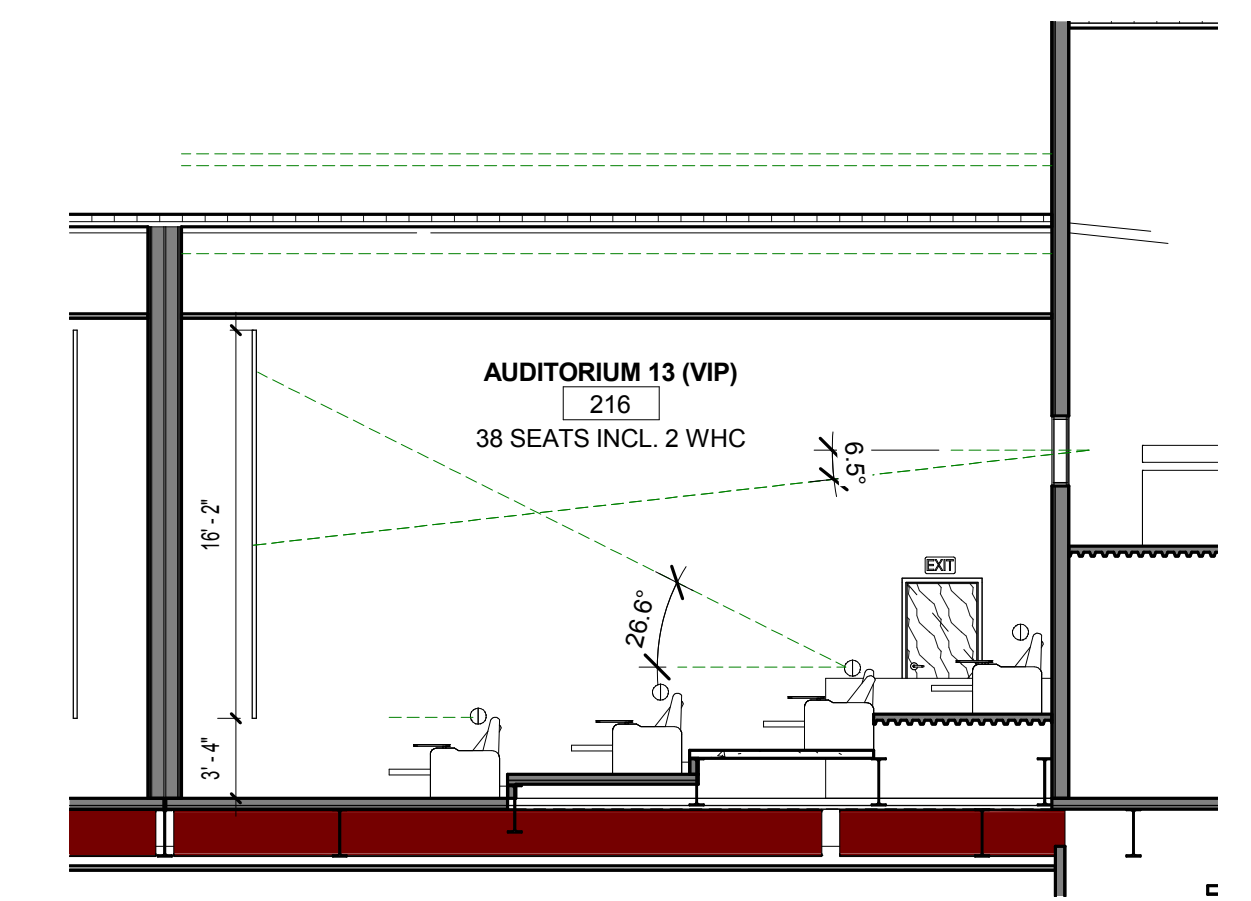 AUDITORIUM 13 (VIP)
216
38 SEATS INCL. 2 WHC
6.5°
16' - 2"
EXIT
26.6°
3' - 4"